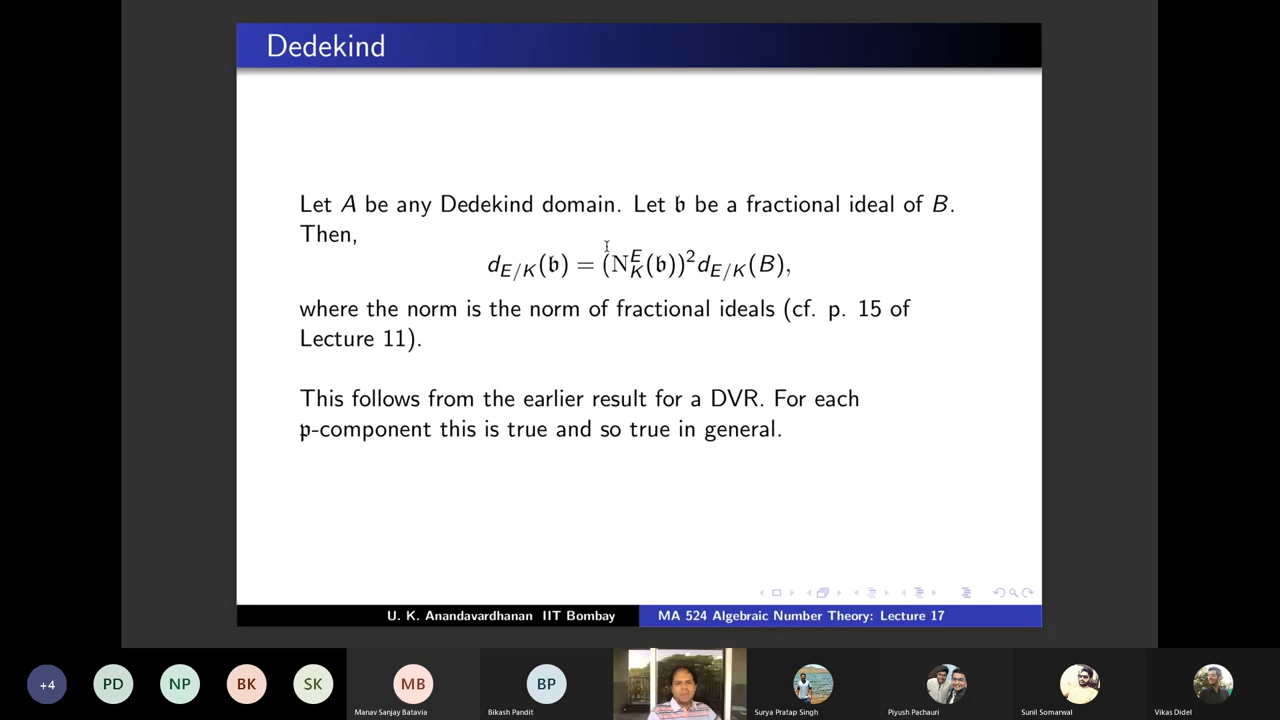 Dedekind
Let A be any Dedekind domain. Let 𝔟 be a fractional ideal of B.
Then,
d_{E/K}(𝔟) = (N^E_K(𝔟))^2 d_{E/K}(B),
where the norm is the norm of fractional ideals (cf. p. 15 of
Lecture 11).
This follows from the earlier result for a DVR. For each
𝔭-component this is true and so true in general.
U. K. Anandavardhanan IIT Bombay
MA 524 Algebraic Number Theory: Lecture 17
+4
PD
NP
BK
SK
MB
BP
Manav Sanjay Batavia
Bikash Pandit
Surya Pratap Singh
Piyush Pachauri
Sunil Somarwal
Vikas Didel